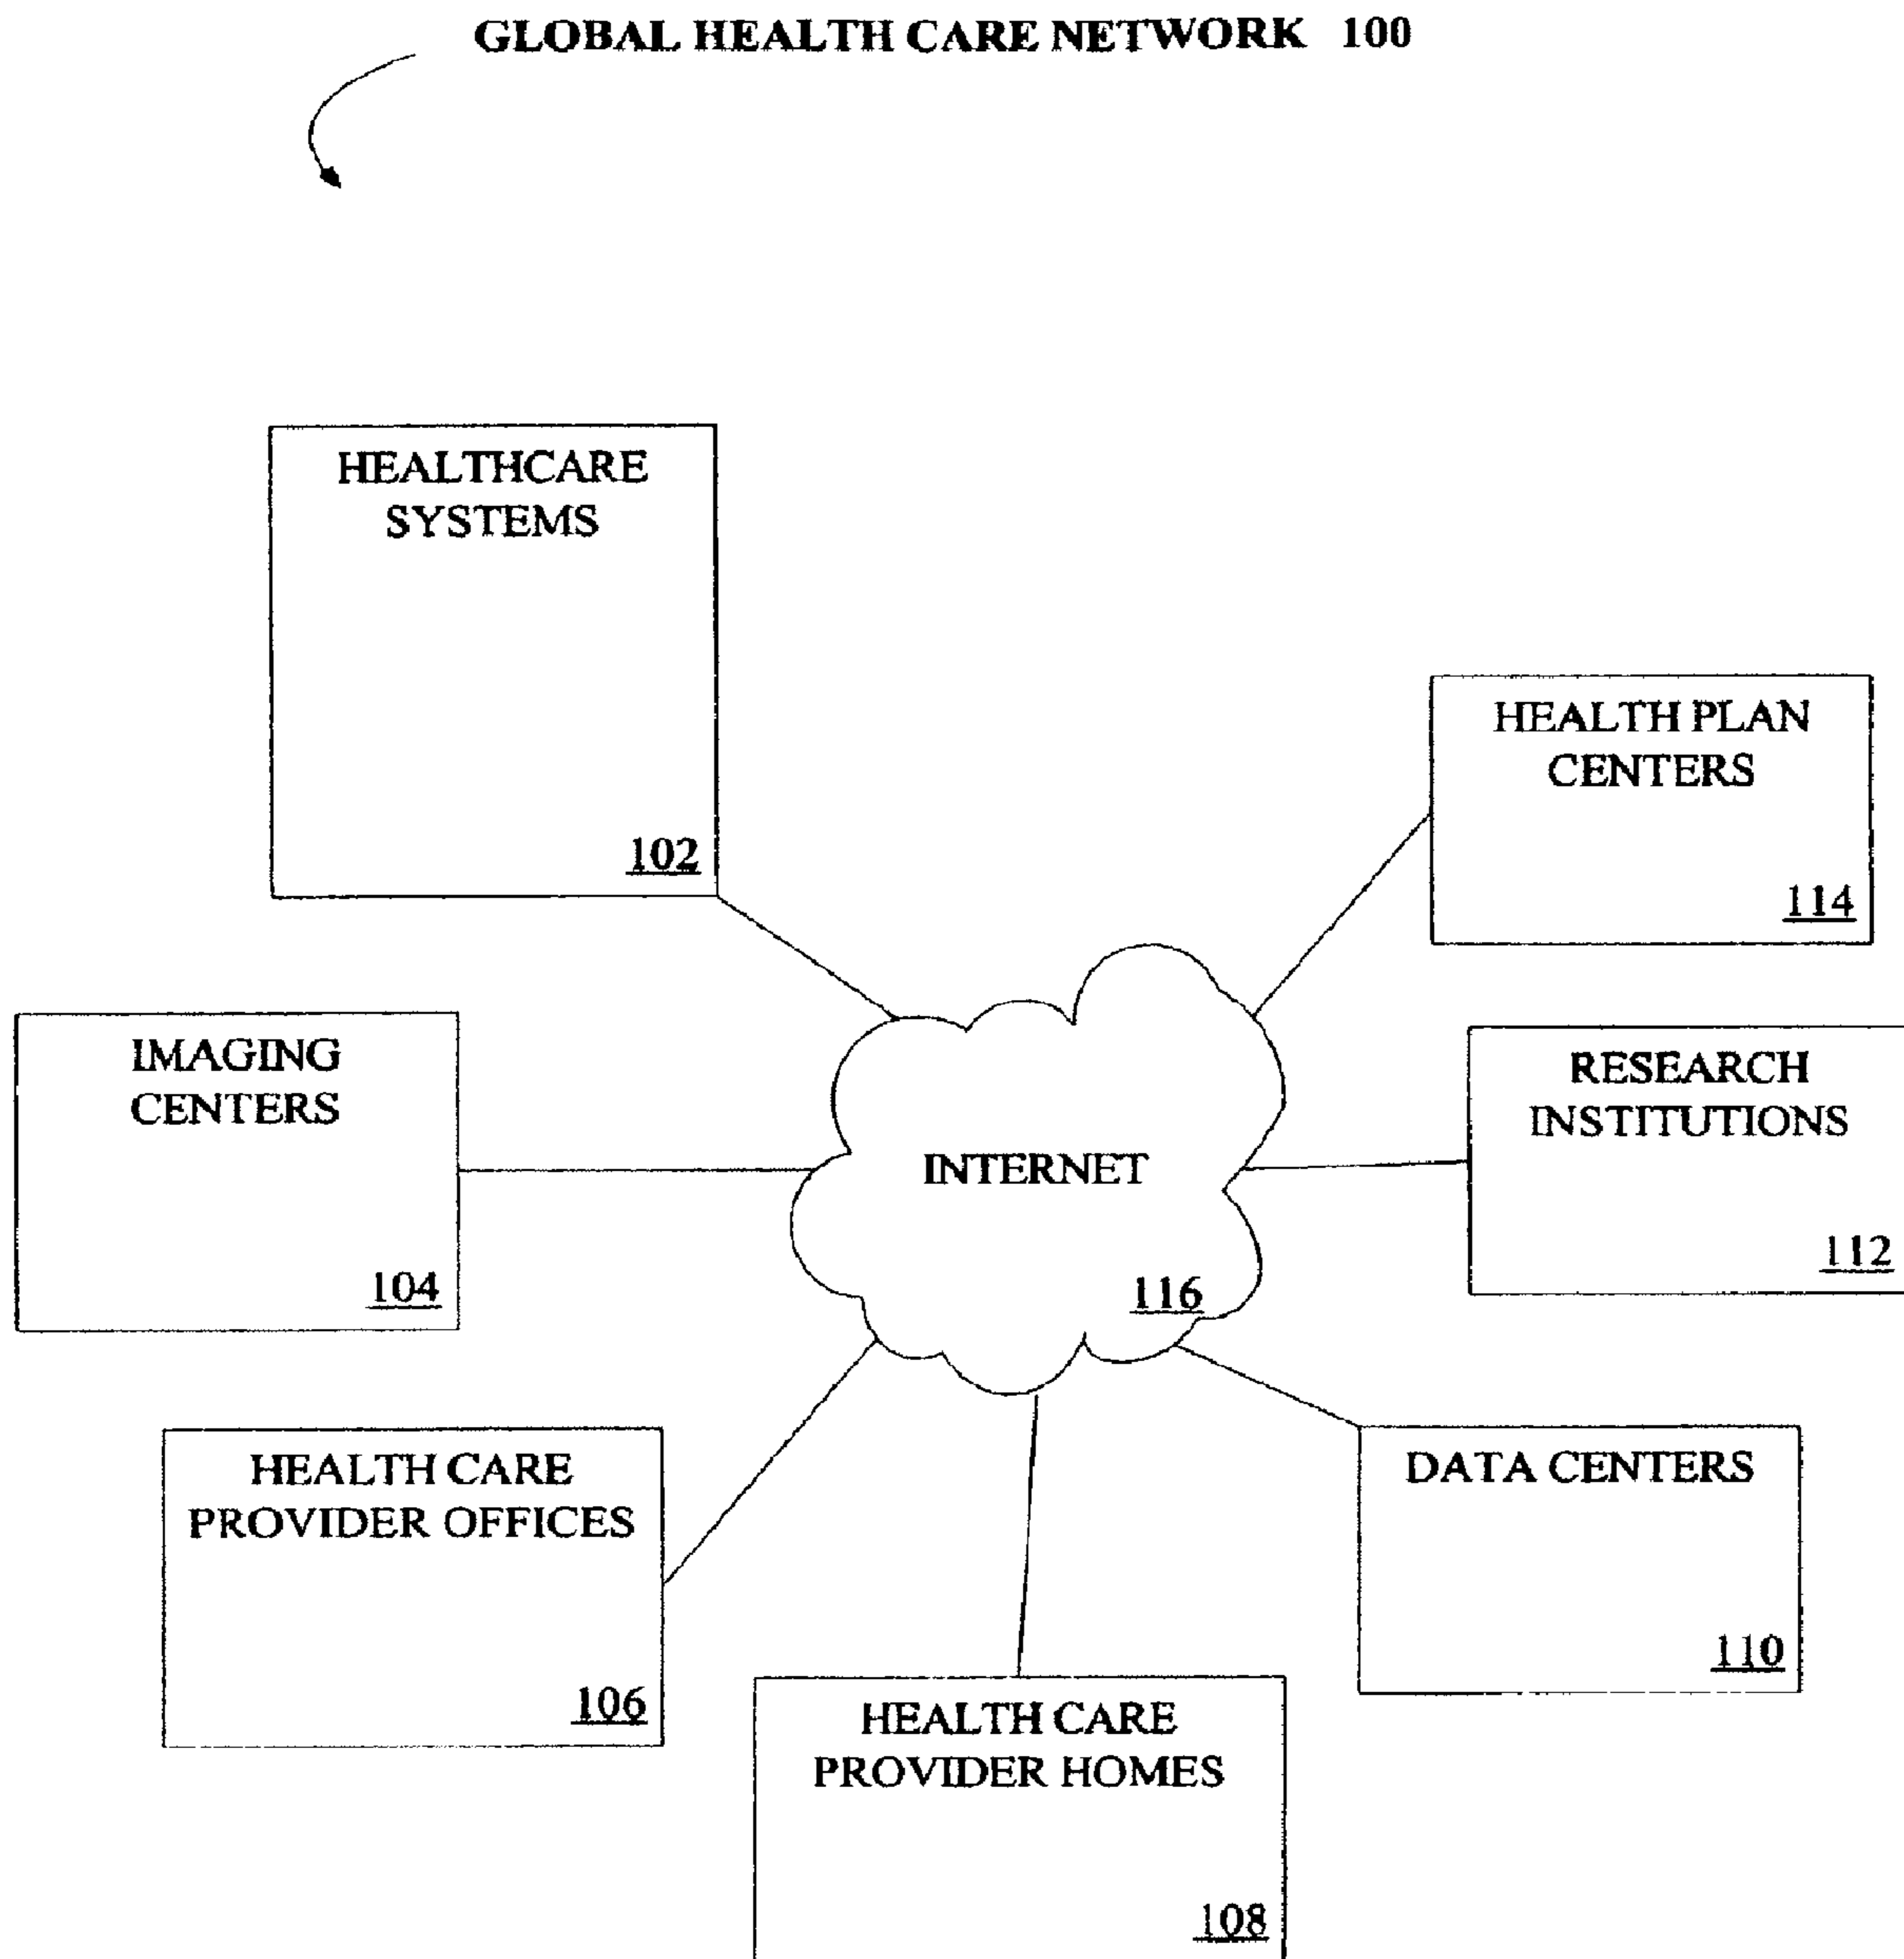 GLOBAL HEALTH CARE NETWORK 100
HEALTHCARE
SYSTEMS
102
HEALTH PLAN
CENTERS
114
IMAGING
CENTERS
104
INTERNET
116
RESEARCH
INSTITUTIONS
112
HEALTH CARE
PROVIDER OFFICES
106
HEALTH CARE
PROVIDER HOMES
108
DATA CENTERS
110